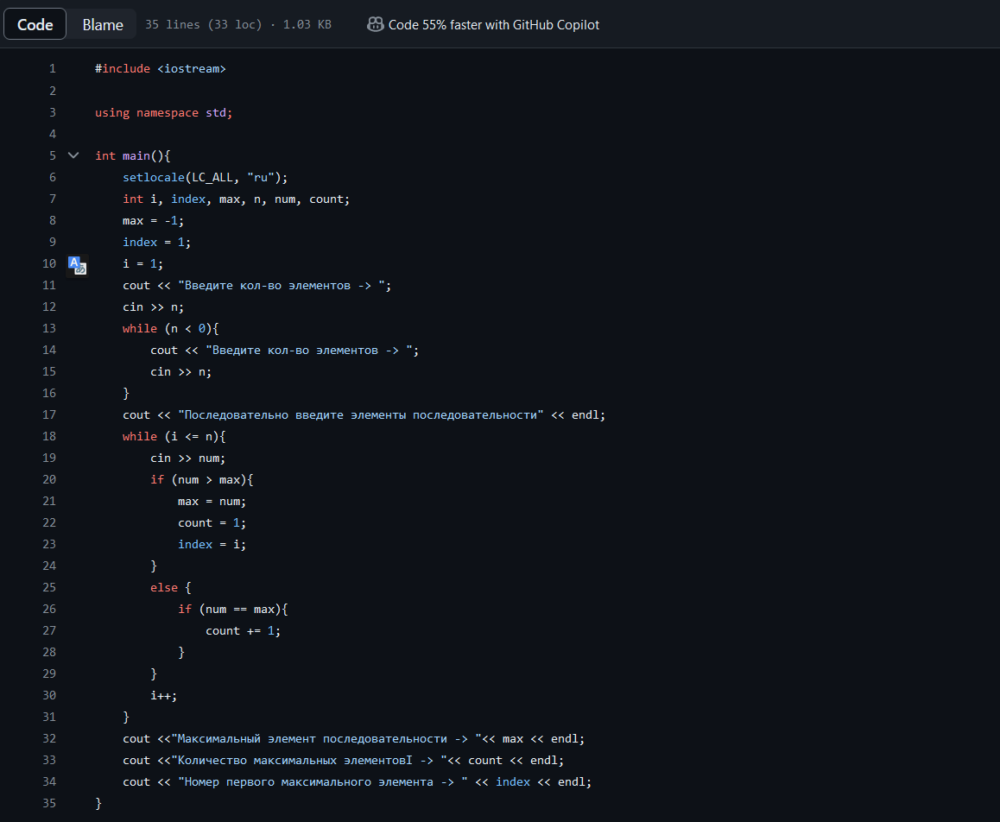 Code Blame 35 lines (33 loc) · 1.03 KB Code 55% faster with GitHub Copilot
1 #include <iostream>
2
3 using namespace std;
4
5 int main(){
6 setlocale(LC_ALL, "ru");
7 int i, index, max, n, num, count;
8 max = -1;
9 index = 1;
10 i = 1;
11 cout << "Введите кол-во элементов -> ";
12 cin >> n;
13 while (n < 0){
14 cout << "Введите кол-во элементов -> ";
15 cin >> n;
16 }
17 cout << "Последовательно введите элементы последовательности" << endl;
18 while (i <= n){
19 cin >> num;
20 if (num > max){
21 max = num;
22 count = 1;
23 index = i;
24 }
25 else {
26 if (num == max){
27 count += 1;
28 }
29 }
30 i++;
31 }
32 cout <<"Максимальный элемент последовательности -> "<< max << endl;
33 cout <<"Количество максимальных элементовI -> "<< count << endl;
34 cout << "Номер первого максимального элемента -> " << index << endl;
35 }